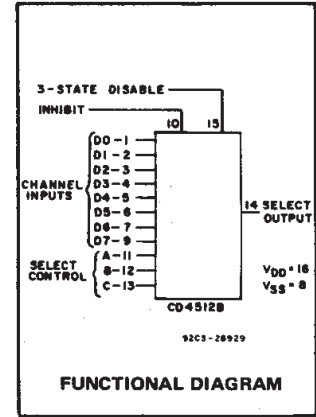 3-STATE DISABLE
INHIBIT
10 15
D0-1
D1-2
D2-3
CHANNEL INPUTS
D3-4
D4-5
D5-6
D6-7
D7-9
14 SELECT OUTPUT
SELECT CONTROL
A-11
B-12
C-13
VDD=16
VSS=8
CD4512B
92CS-28929
FUNCTIONAL DIAGRAM